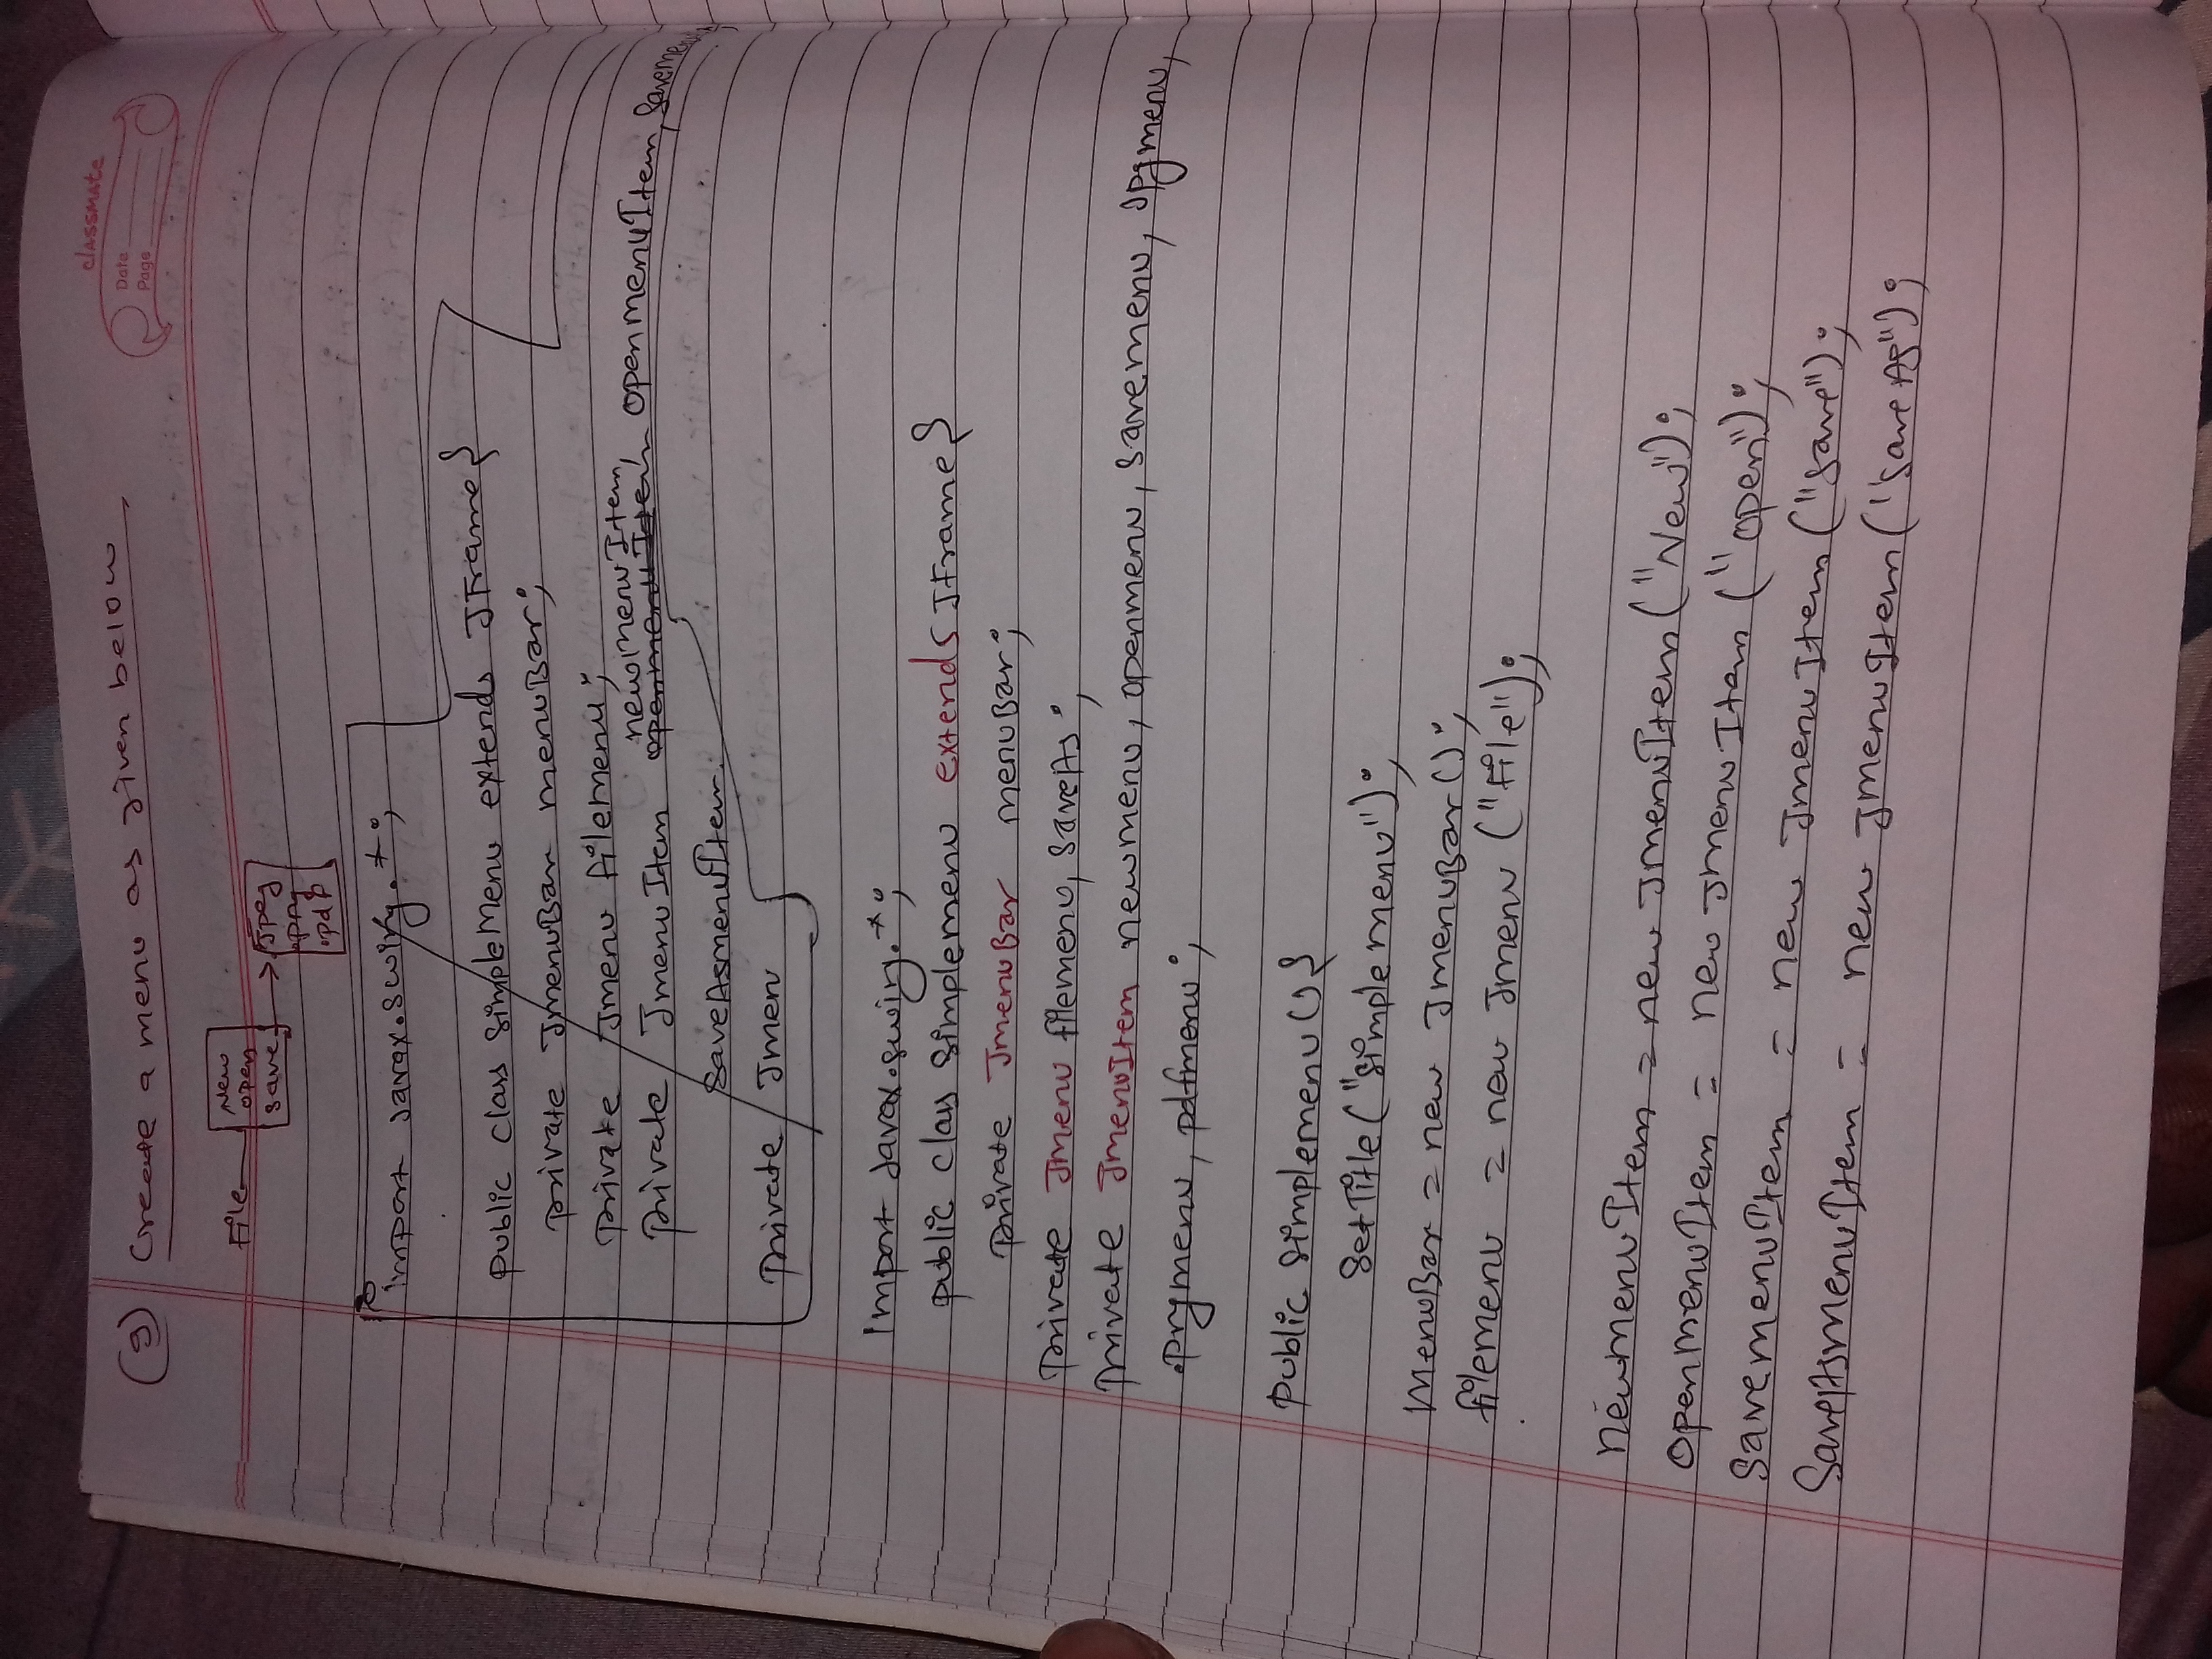 classmate
Date
Page
(9) Create a menu as given below
File
New
open
save
Jpeg
.png
.pdf
import Javax.swing.*;
public class SimpleMenu extends JFrame{
private JmenuBar menuBar;
private Jmenu filemenu;
newmenuItem,
private JmenuItem openmenuItem openmenuItem, Savemenu
SaveAsmenuItem.
private Jmen
import Javax.swing.*;
public class Simplemenu extends JFrame{
private JmenuBar menuBar;
private Jmenu filemenu, SaveAs;
private JmenuItem newmenu, openmenu, savemenu, Jpgmenu,
.pngmenu, pdfmenu;
public Simplemenu(){
SetTitle("Simple menu");
MenuBar = new JmenuBar();
filemenu = new Jmenu ("file");
newmenuItem = new JmenuItem("New");
openmenuItem = new JmenuItem ("open");
SavemenuItem = new JmenuItem ("Save");
SaveAsmenuItem = new JmenuItem("Save As");